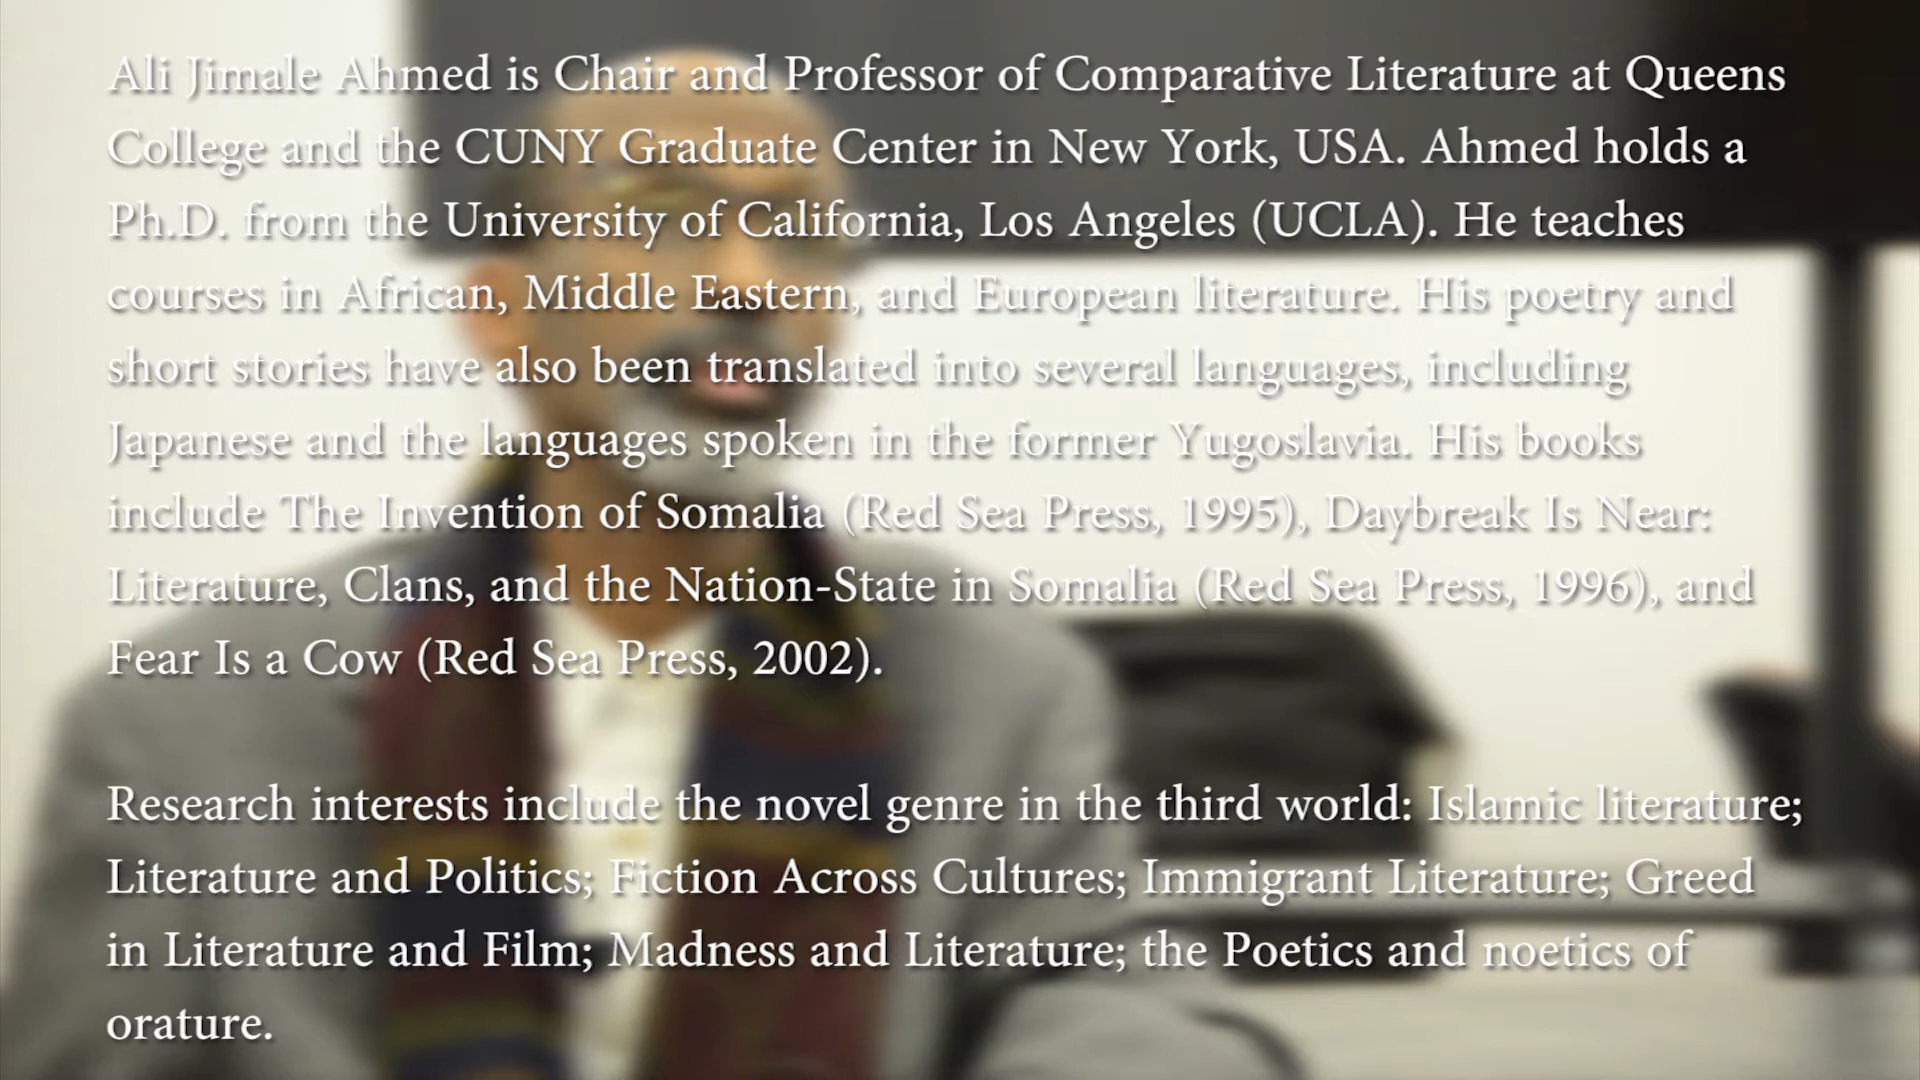 Ali Jimale Ahmed is Chair and Professor of Comparative Literature at Queens
College and the CUNY Graduate Center in New York, USA. Ahmed holds a
Ph.D. from the University of California, Los Angeles (UCLA). He teaches
courses in African, Middle Eastern, and European literature. His poetry and
short stories have also been translated into several languages, including
Japanese and the languages spoken in the former Yugoslavia. His books
include The Invention of Somalia (Red Sea Press, 1995), Daybreak Is Near:
Literature, Clans, and the Nation-State in Somalia (Red Sea Press, 1996), and
Fear Is a Cow (Red Sea Press, 2002).
Research interests include the novel genre in the third world: Islamic literature;
Literature and Politics; Fiction Across Cultures; Immigrant Literature; Greed
in Literature and Film; Madness and Literature; the Poetics and noetics of
orature.